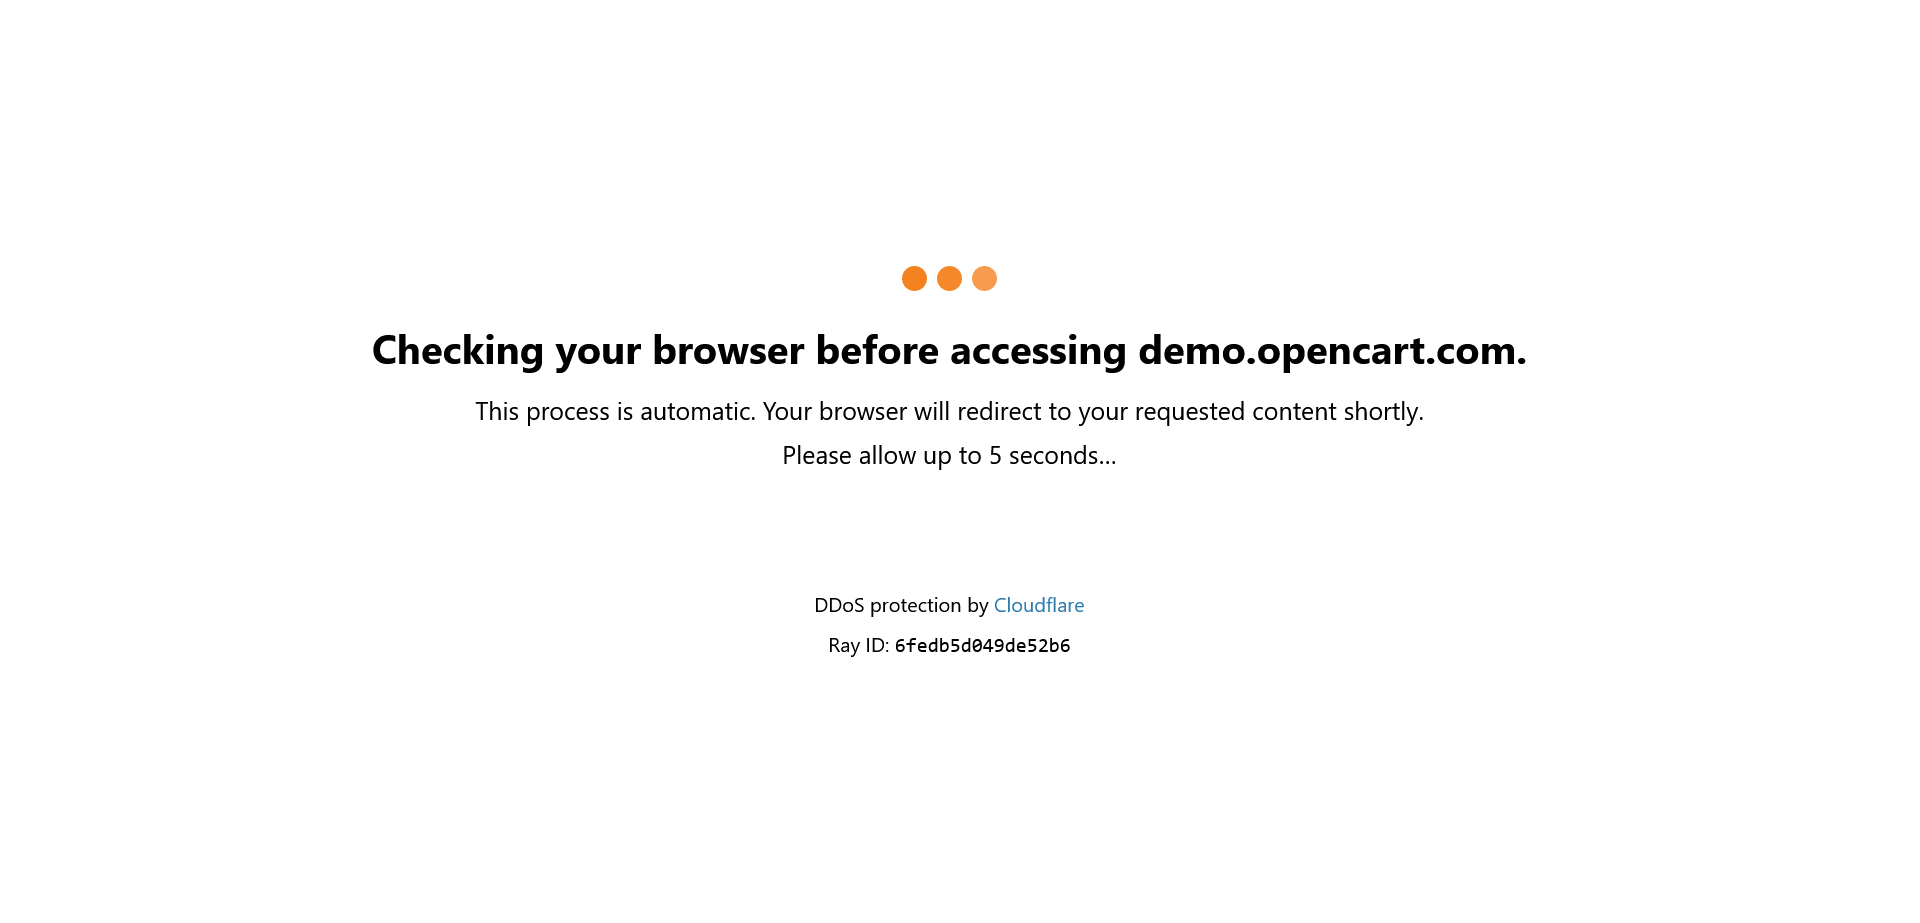 Checking your browser before accessing demo.opencart.com.
This process is automatic. Your browser will redirect to your requested content shortly.
Please allow up to 5 seconds...
DDoS protection by Cloudflare
Ray ID: 6fedb5d049de52b6